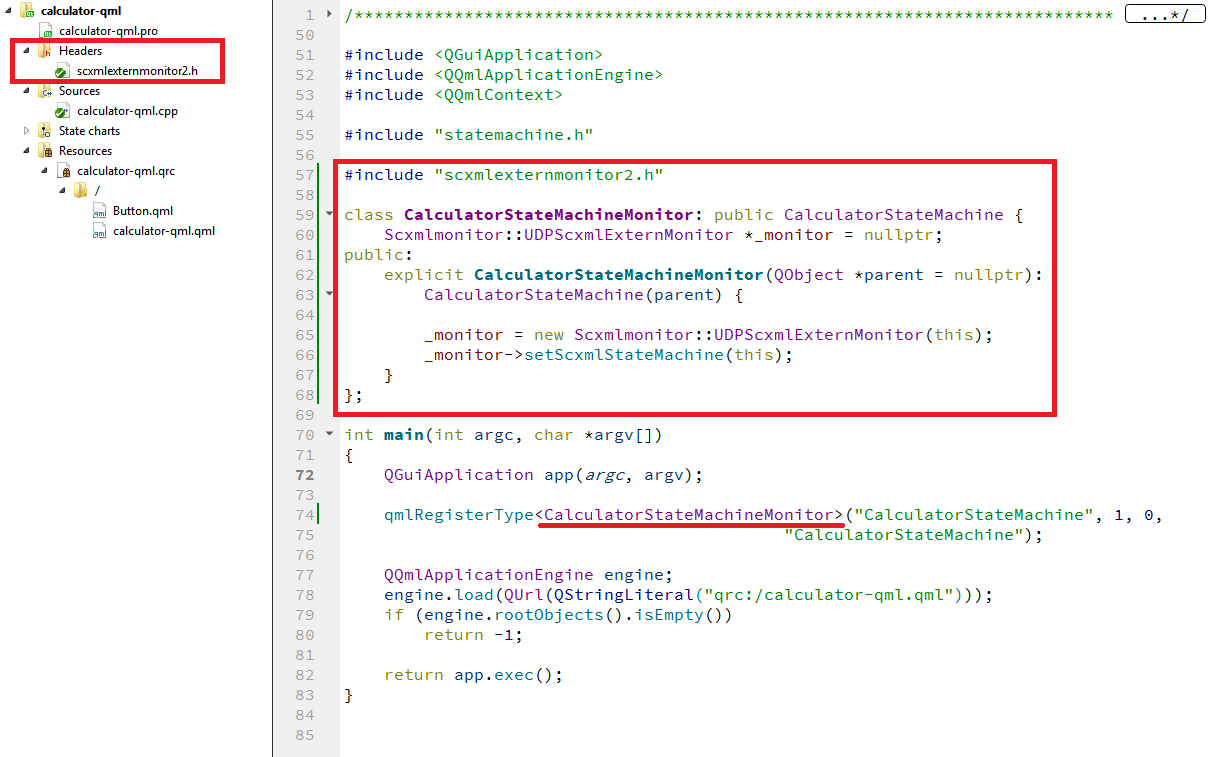 calculator-qml
calculator-qml.pro
Headers
scxmlexternmonitor2.h
Sources
calculator-qml.cpp
State charts
Resources
calculator-qml.qrc
/
Button.qml
calculator-qml.qml
1 /**************************************************************************** ...*/
50
51 #include <QGuiApplication>
52 #include <QQmlApplicationEngine>
53 #include <QQmlContext>
54
55 #include "statemachine.h"
56
57 #include "scxmlexternmonitor2.h"
58
59 class CalculatorStateMachineMonitor: public CalculatorStateMachine {
60     Scxmlmonitor::UDPScxmlExternMonitor *_monitor = nullptr;
61 public:
62     explicit CalculatorStateMachineMonitor(QObject *parent = nullptr):
63         CalculatorStateMachine(parent) {
64
65         _monitor = new Scxmlmonitor::UDPScxmlExternMonitor(this);
66         _monitor->setScxmlStateMachine(this);
67     }
68 };
69
70 int main(int argc, char *argv[])
71 {
72     QGuiApplication app(argc, argv);
73
74     qmlRegisterType<CalculatorStateMachineMonitor>("CalculatorStateMachine", 1, 0,
75                                             "CalculatorStateMachine");
76
77     QQmlApplicationEngine engine;
78     engine.load(QUrl(QStringLiteral("qrc:/calculator-qml.qml")));
79     if (engine.rootObjects().isEmpty())
80         return -1;
81
82     return app.exec();
83 }
84
85